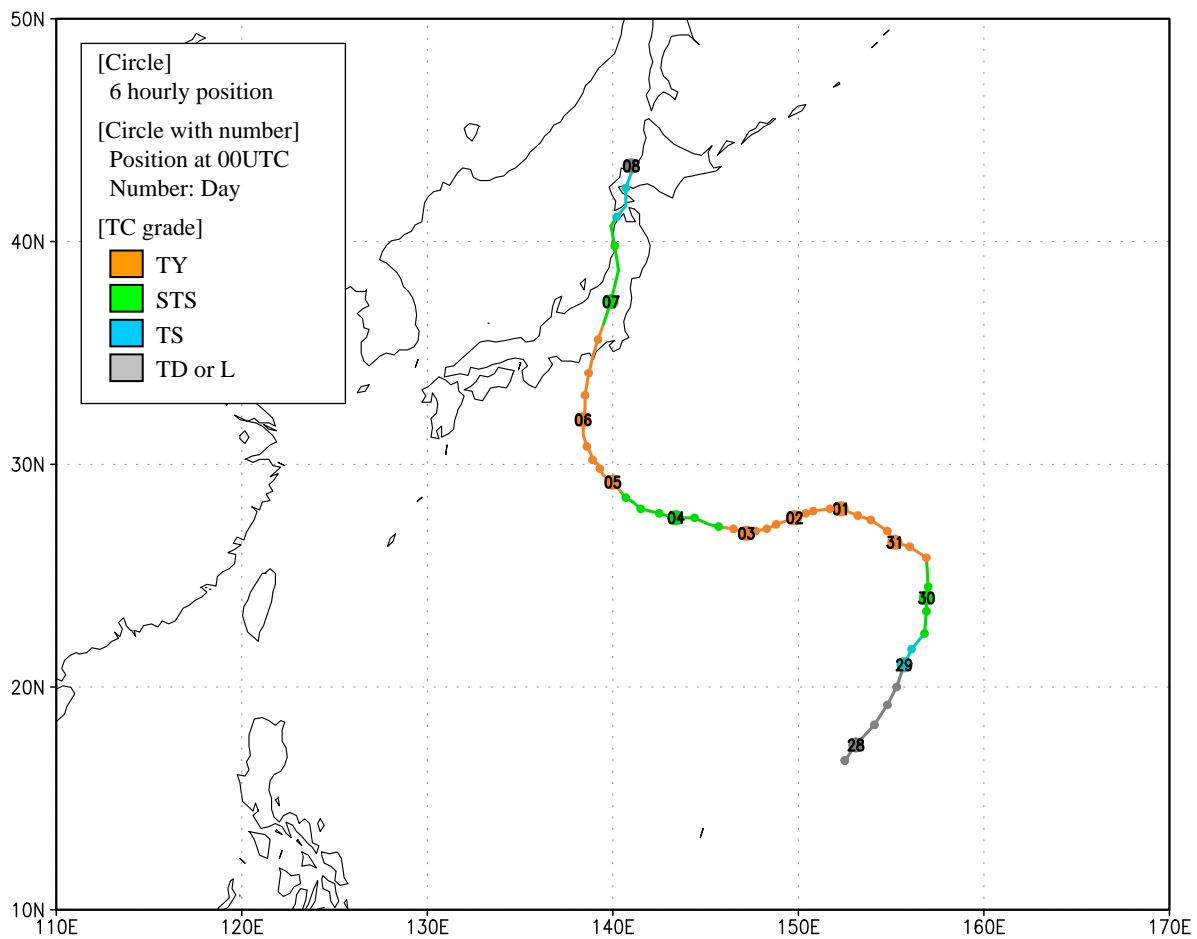 50N
[Circle]
6 hourly position
[Circle with number]
Position at 00UTC
Number: Day
[TC grade]
TY
STS
TS
TD or L
08
40N
07
06
30N
05
04
03
02
01
31
30
29
20N
28
10N
110E 120E 130E 140E 150E 160E 170E